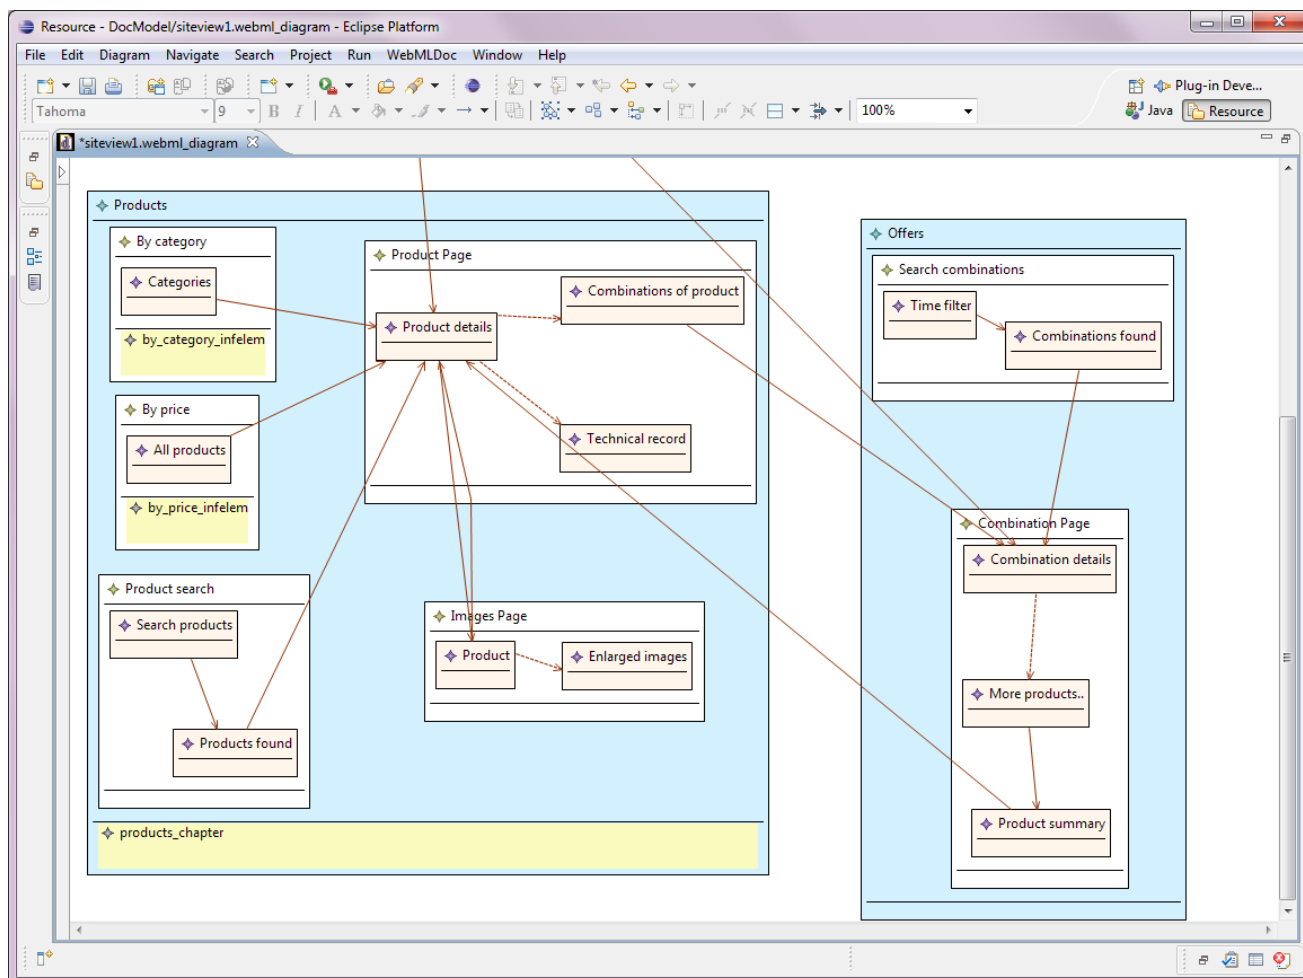 Resource - DocModel/siteview1.webml_diagram - Eclipse Platform
File Edit Diagram Navigate Search Project Run WebMLDoc Window Help
Plug-in Deve...
Tahoma 9 B I A 100% Java Resource
*siteview1.webml_diagram
Products
By category
Categories
by_category_infelem
By price
All products
by_price_infelem
Product search
Search products
Products found
Product Page
Product details
Combinations of product
Technical record
Images Page
Product
Enlarged images
products_chapter
Offers
Search combinations
Time filter
Combinations found
Combination Page
Combination details
More products..
Product summary